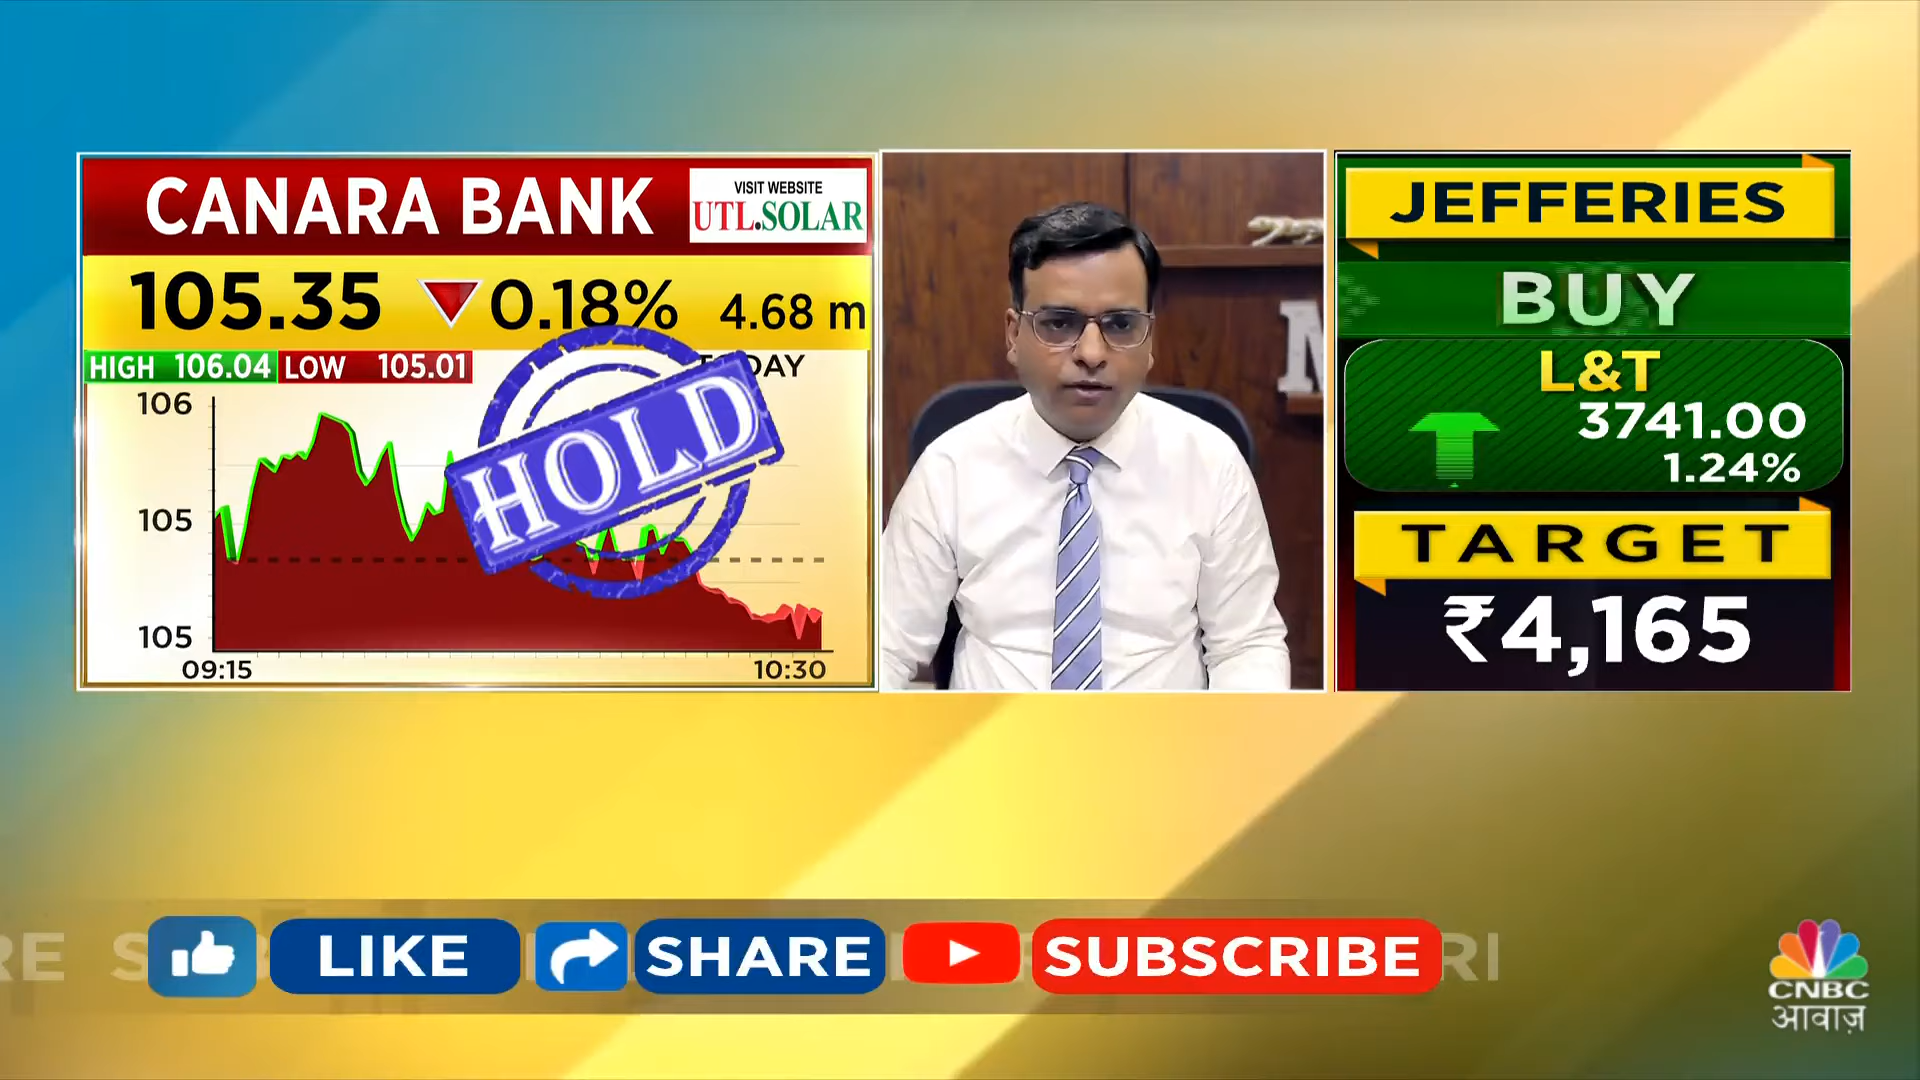 CANARA BANK
VISIT WEBSITE
UTL.SOLAR
105.35 0.18% 4.68 m
HIGH 106.04 LOW 105.01
106
105
105
09:15 10:30
HOLD
JEFFERIES
BUY
L&T
3741.00
1.24%
TARGET
₹4,165
LIKE SHARE SUBSCRIBE
CNBC
आवाज़